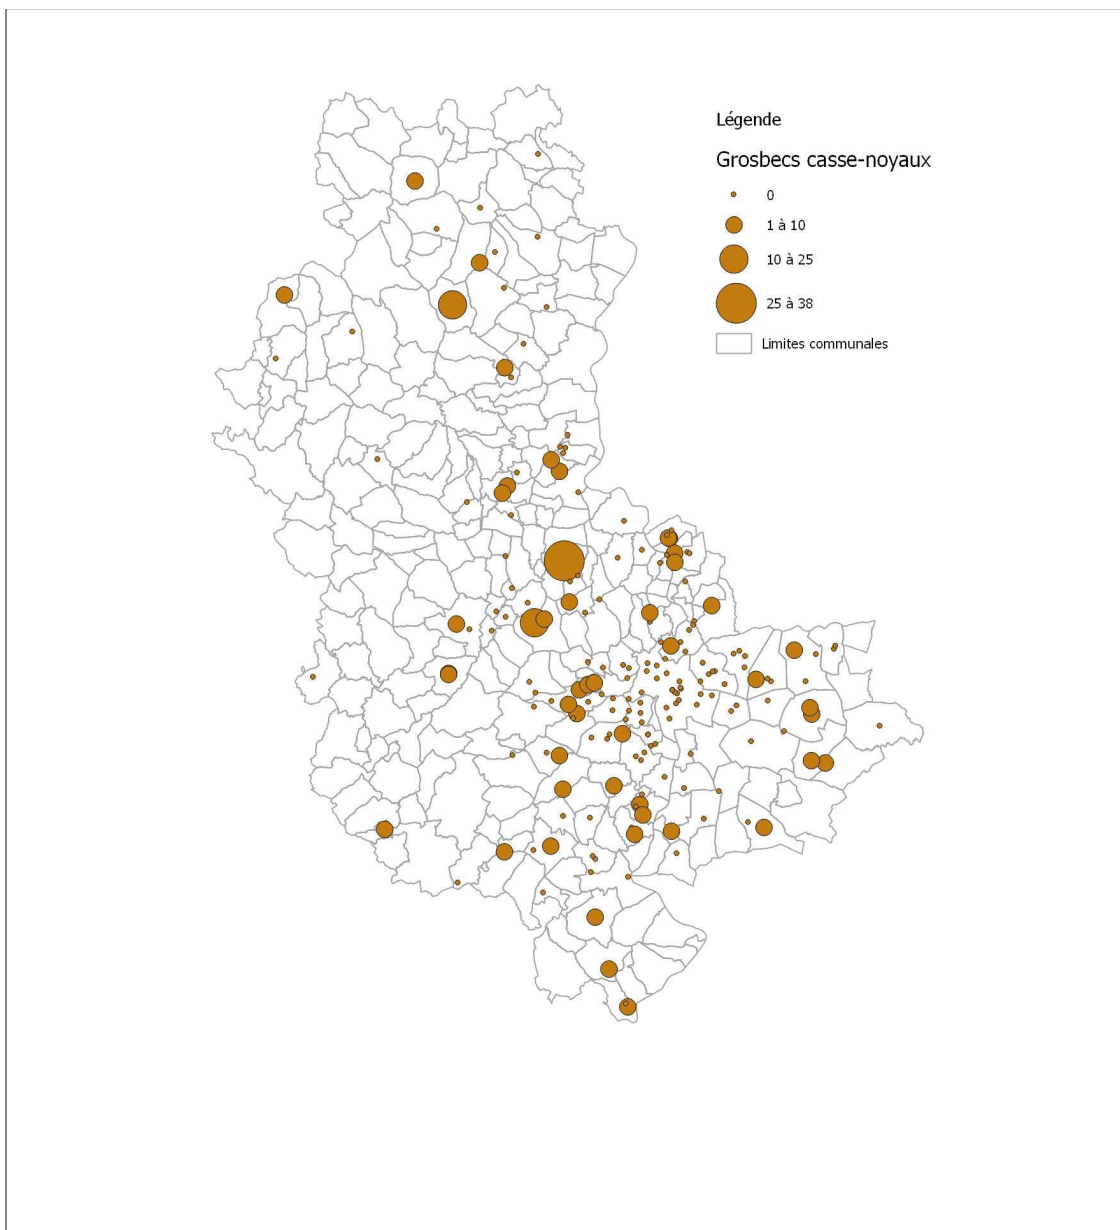 Légende
Grosbecs casse-noyaux
0
1 à 10
10 à 25
25 à 38
Limites communales